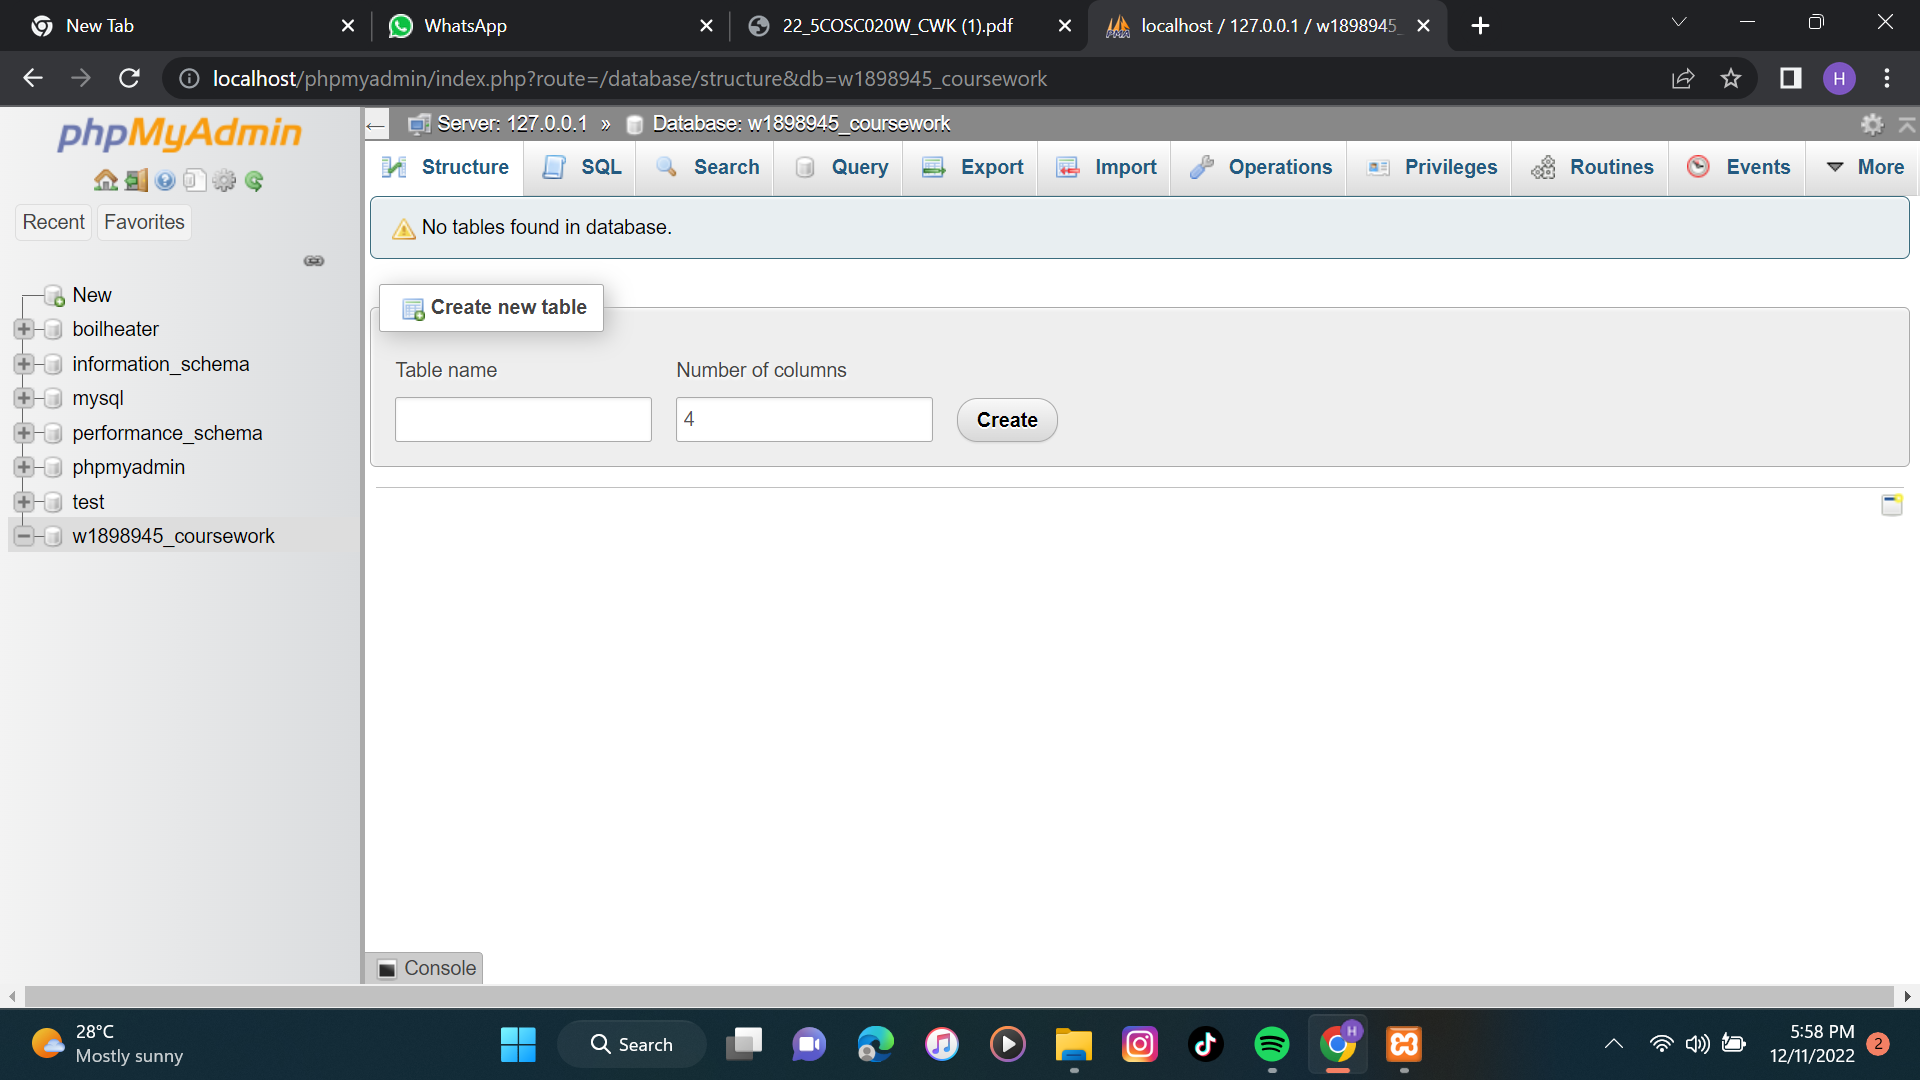 New Tab
WhatsApp
22_5COSC020W_CWK (1).pdf
localhost / 127.0.0.1 / w1898945_
localhost/phpmyadmin/index.php?route=/database/structure&db=w1898945_coursework
H
phpMyAdmin
Server: 127.0.0.1 » Database: w1898945_coursework
Structure
SQL
Search
Query
Export
Import
Operations
Privileges
Routines
Events
More
Recent
Favorites
No tables found in database.
New
boilheater
information_schema
mysql
performance_schema
phpmyadmin
test
w1898945_coursework
Create new table
Table name
Number of columns
4
Create
Console
28°C
Mostly sunny
Search
H
5:58 PM
12/11/2022
2